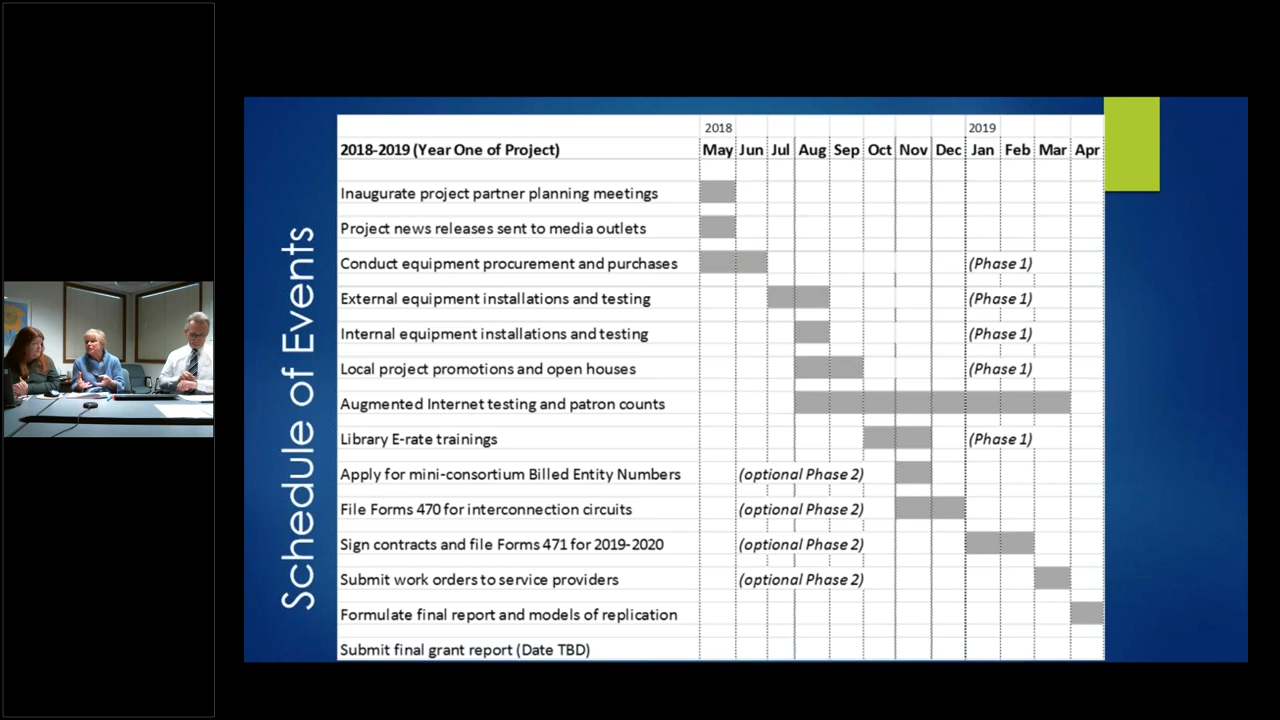 Schedule of Events
2018 2019
2018-2019 (Year One of Project) May Jun Jul Aug Sep Oct Nov Dec Jan Feb Mar Apr
Inaugurate project partner planning meetings
Project news releases sent to media outlets
Conduct equipment procurement and purchases (Phase 1)
External equipment installations and testing (Phase 1)
Internal equipment installations and testing (Phase 1)
Local project promotions and open houses (Phase 1)
Augmented Internet testing and patron counts
Library E-rate trainings (Phase 1)
Apply for mini-consortium Billed Entity Numbers (optional Phase 2)
File Forms 470 for interconnection circuits (optional Phase 2)
Sign contracts and file Forms 471 for 2019-2020 (optional Phase 2)
Submit work orders to service providers (optional Phase 2)
Formulate final report and models of replication
Submit final grant report (Date TBD)